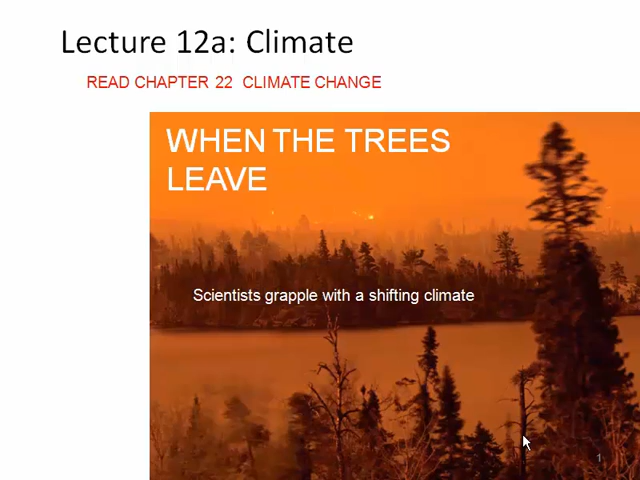 Lecture 12a: Climate
READ CHAPTER 22  CLIMATE CHANGE
WHEN THE TREES
LEAVE
Scientists grapple with a shifting climate
1